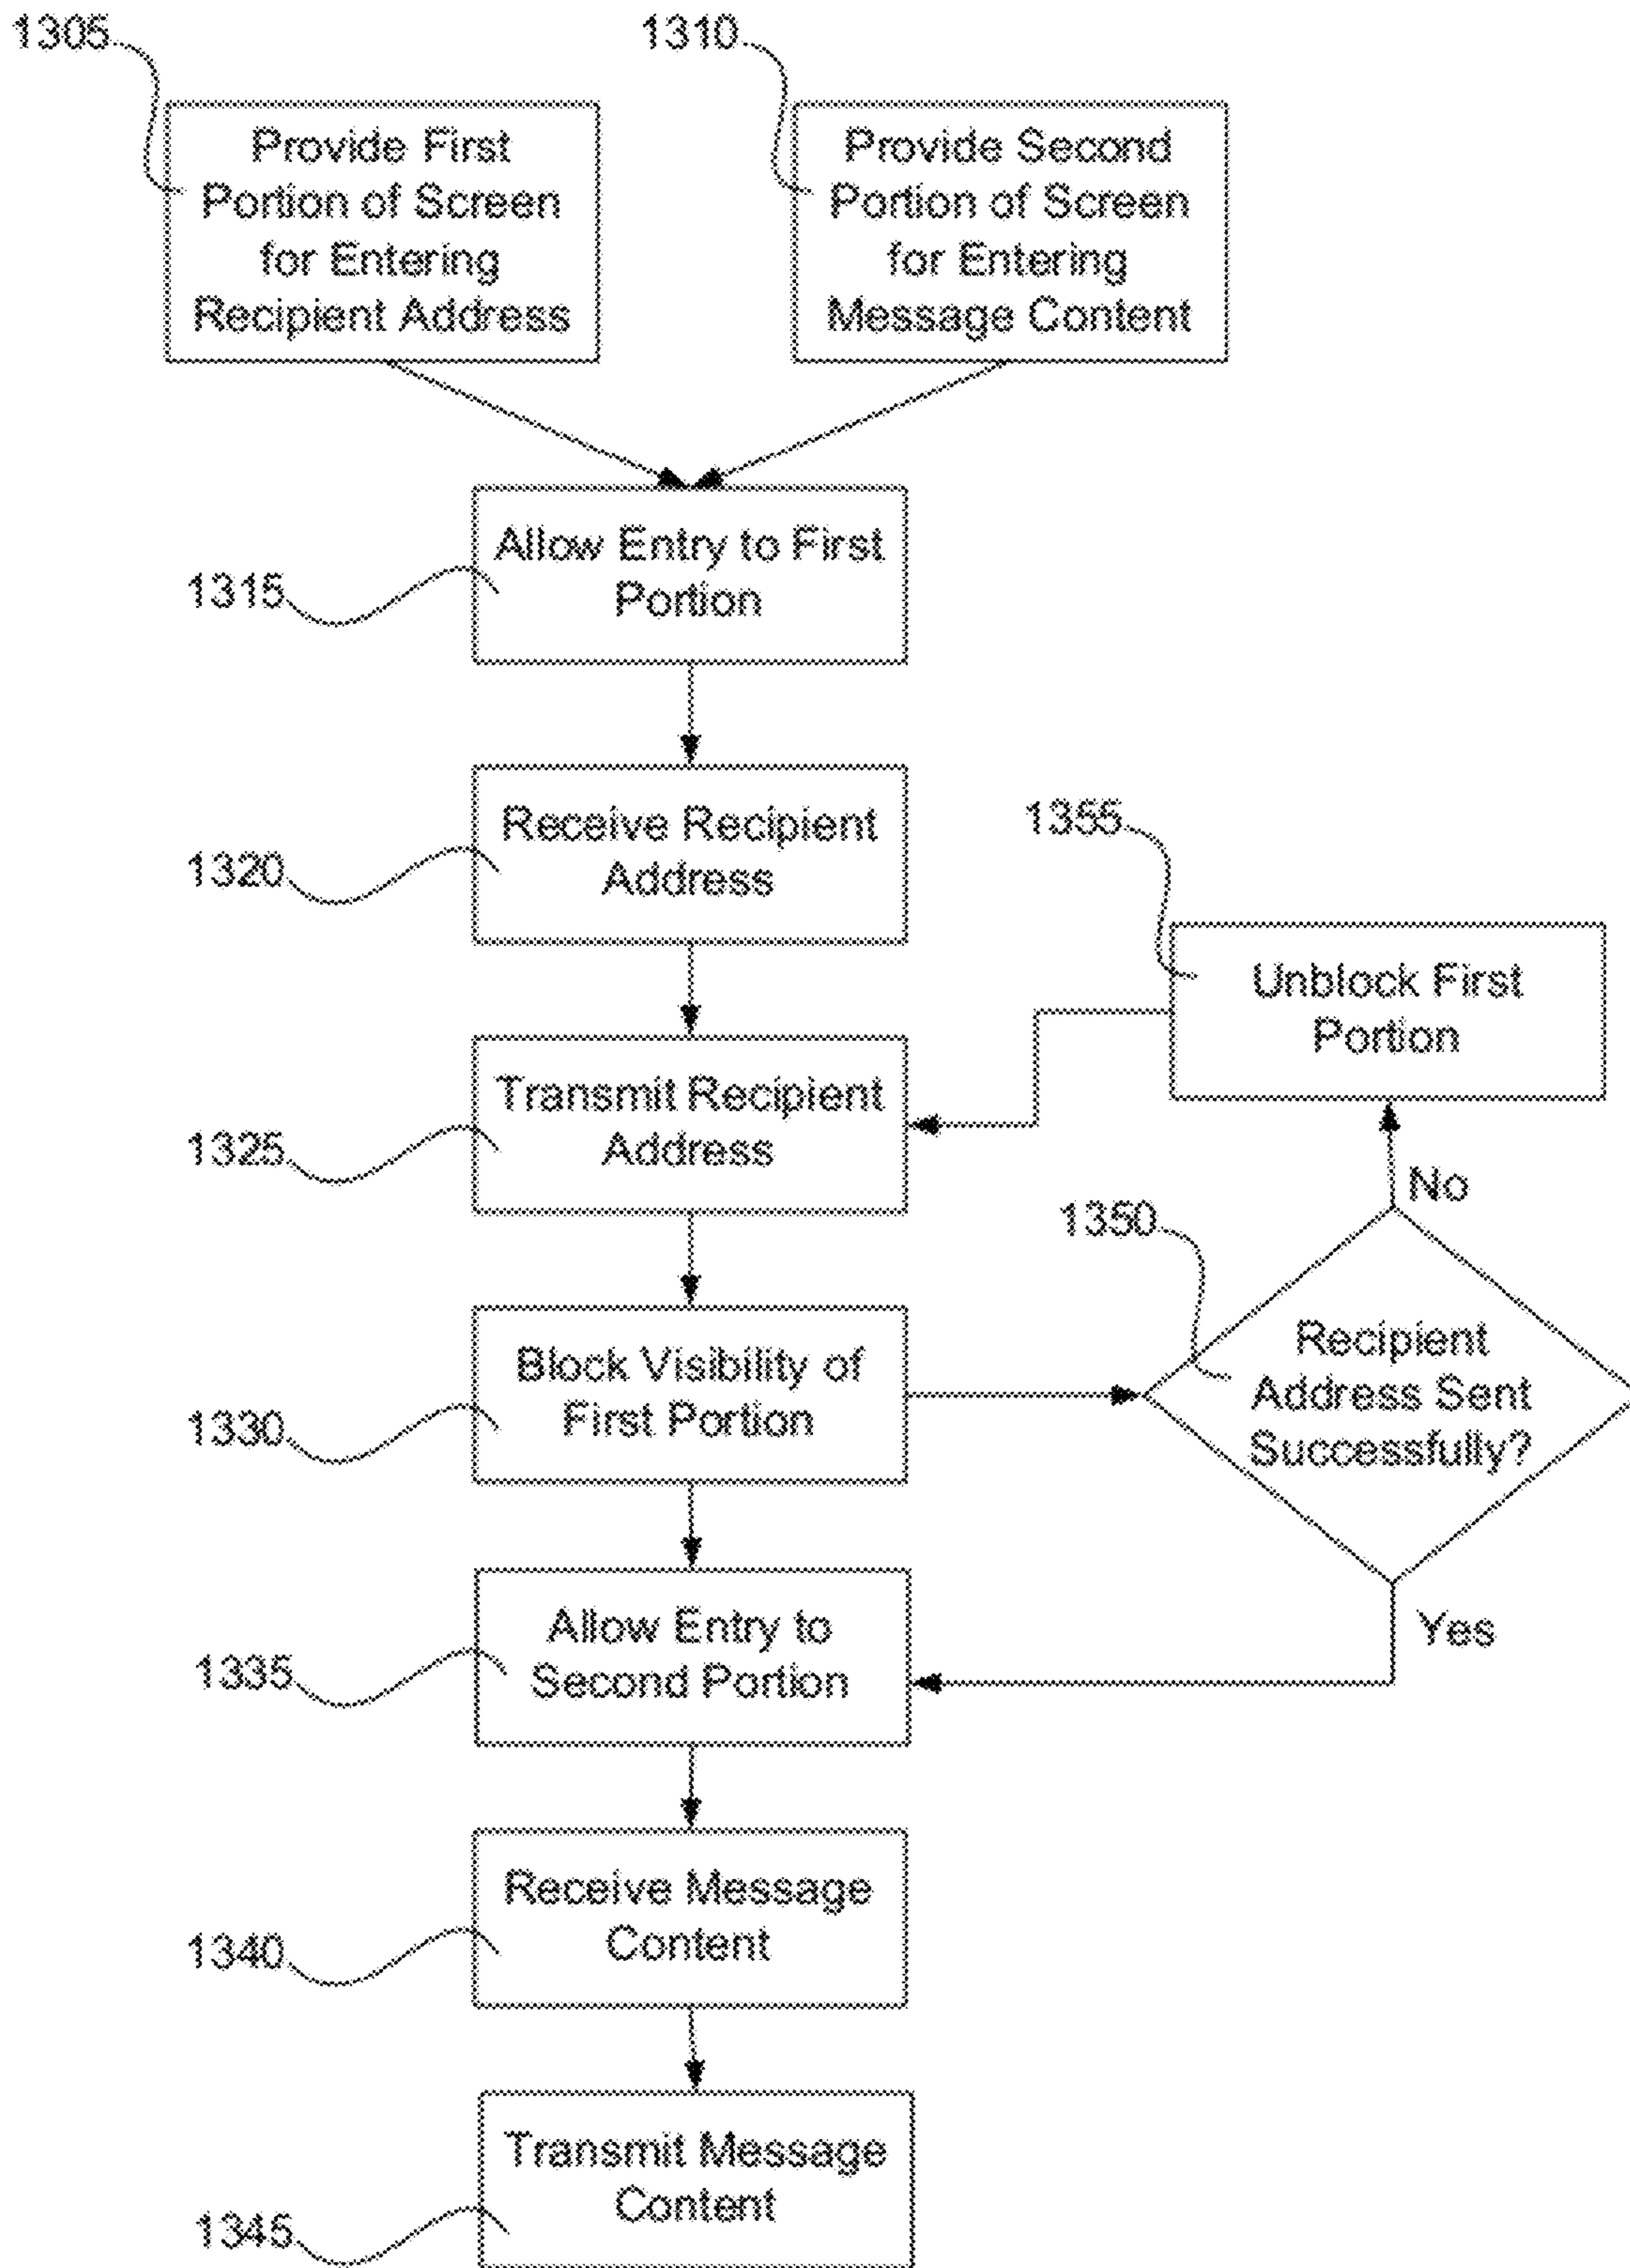 1305
1310
Provide First
Portion of Screen
for Entering
Recipient Address
Provide Second
Portion of Screen
for Entering
Message Content
Allow Entry to First
Portion
1315
Receive Recipient
Address
1320
1355
Unblock First
Portion
Transmit Recipient
Address
1325
No
1350
Recipient
Address Sent
Successfully?
Block Visibility of
First Portion
1330
Yes
Allow Entry to
Second Portion
1335
Receive Message
Content
1340
Transmit Message
Content
1345